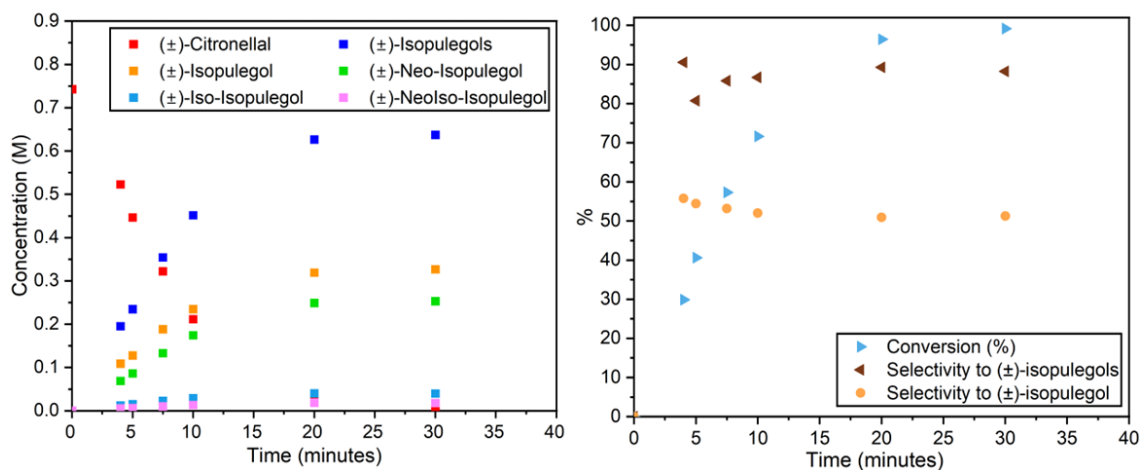 0.9
0.8
0.7
0.6
0.5
0.4
0.3
0.2
0.1
0.0
Concentration (M)
(±)-Citronellal
(±)-Isopulegols
(±)-Isopulegol
(±)-Neo-Isopulegol
(±)-Iso-Isopulegol
(±)-NeoIso-Isopulegol
0 5 10 15 20 25 30 35 40
Time (minutes)
100
90
80
70
60
50
40
30
20
10
0
%
Conversion (%)
Selectivity to (±)-isopulegols
Selectivity to (±)-isopulegol
0 5 10 15 20 25 30 35 40
Time (minutes)